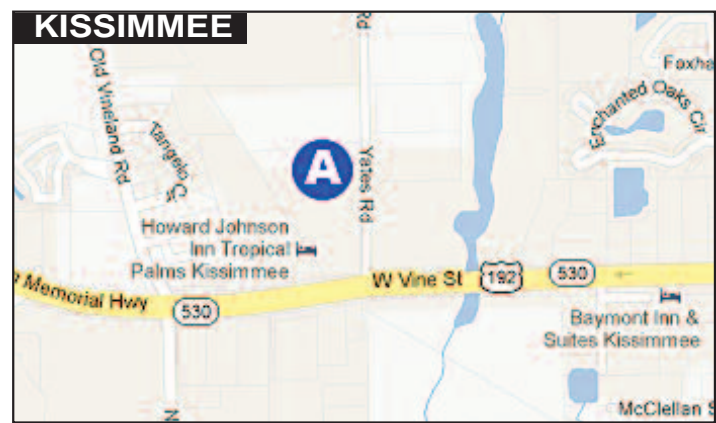 KISSIMMEE
Rd
Foxha
Old Vineland Rd
Enchanted Oaks Cir
Tangelo Ct
A
Yates Rd
Howard Johnson
Inn Tropical
Palms Kissimmee
Memorial Hwy
530
W Vine St
192
530
Baymont Inn &
Suites Kissimmee
N
McClellan S